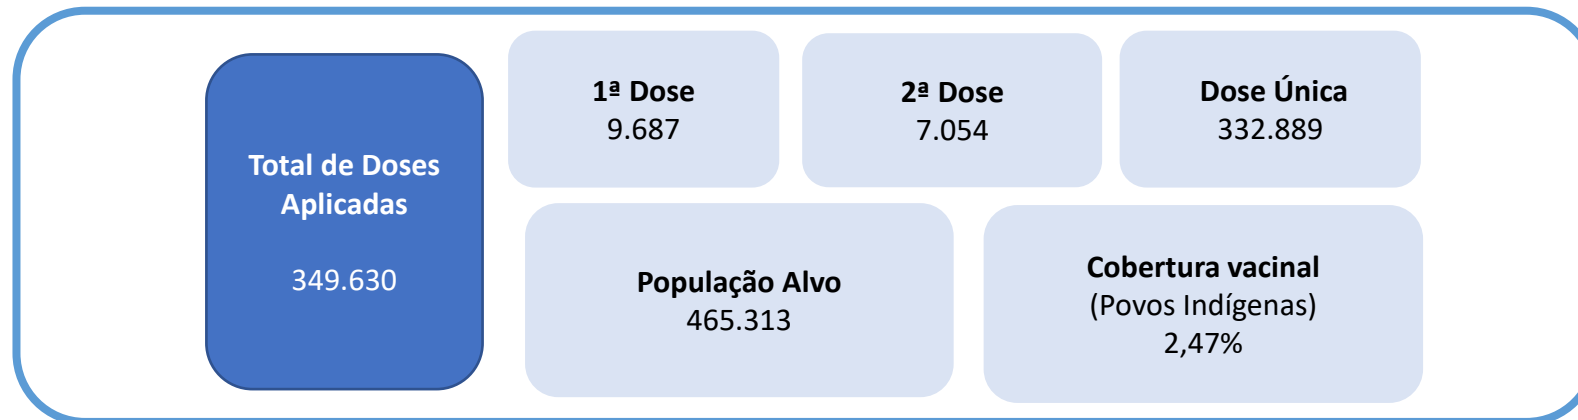 Total de Doses
Aplicadas
349.630
1ª Dose
9.687
2ª Dose
7.054
Dose Única
332.889
População Alvo
465.313
Cobertura vacinal
(Povos Indígenas)
2,47%